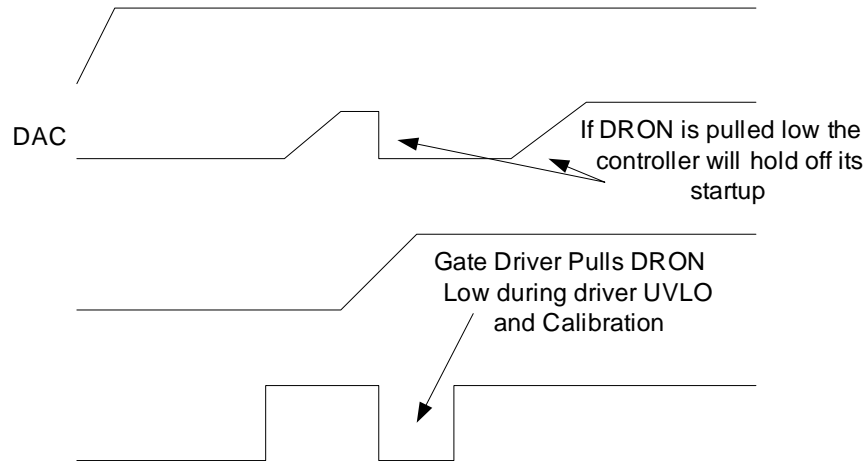 DAC
If DRON is pulled low the
controller will hold off its
startup
Gate Driver Pulls DRON
Low during driver UVLO
and Calibration